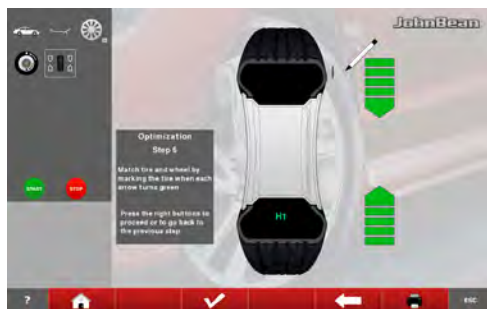 JohnBean
Optimization
Step 5
Match tire and wheel by
marking the tire when each
arrow turns green
Press the right buttons to
proceed or to go back to
the previous step
START STOP
H1
? ESC